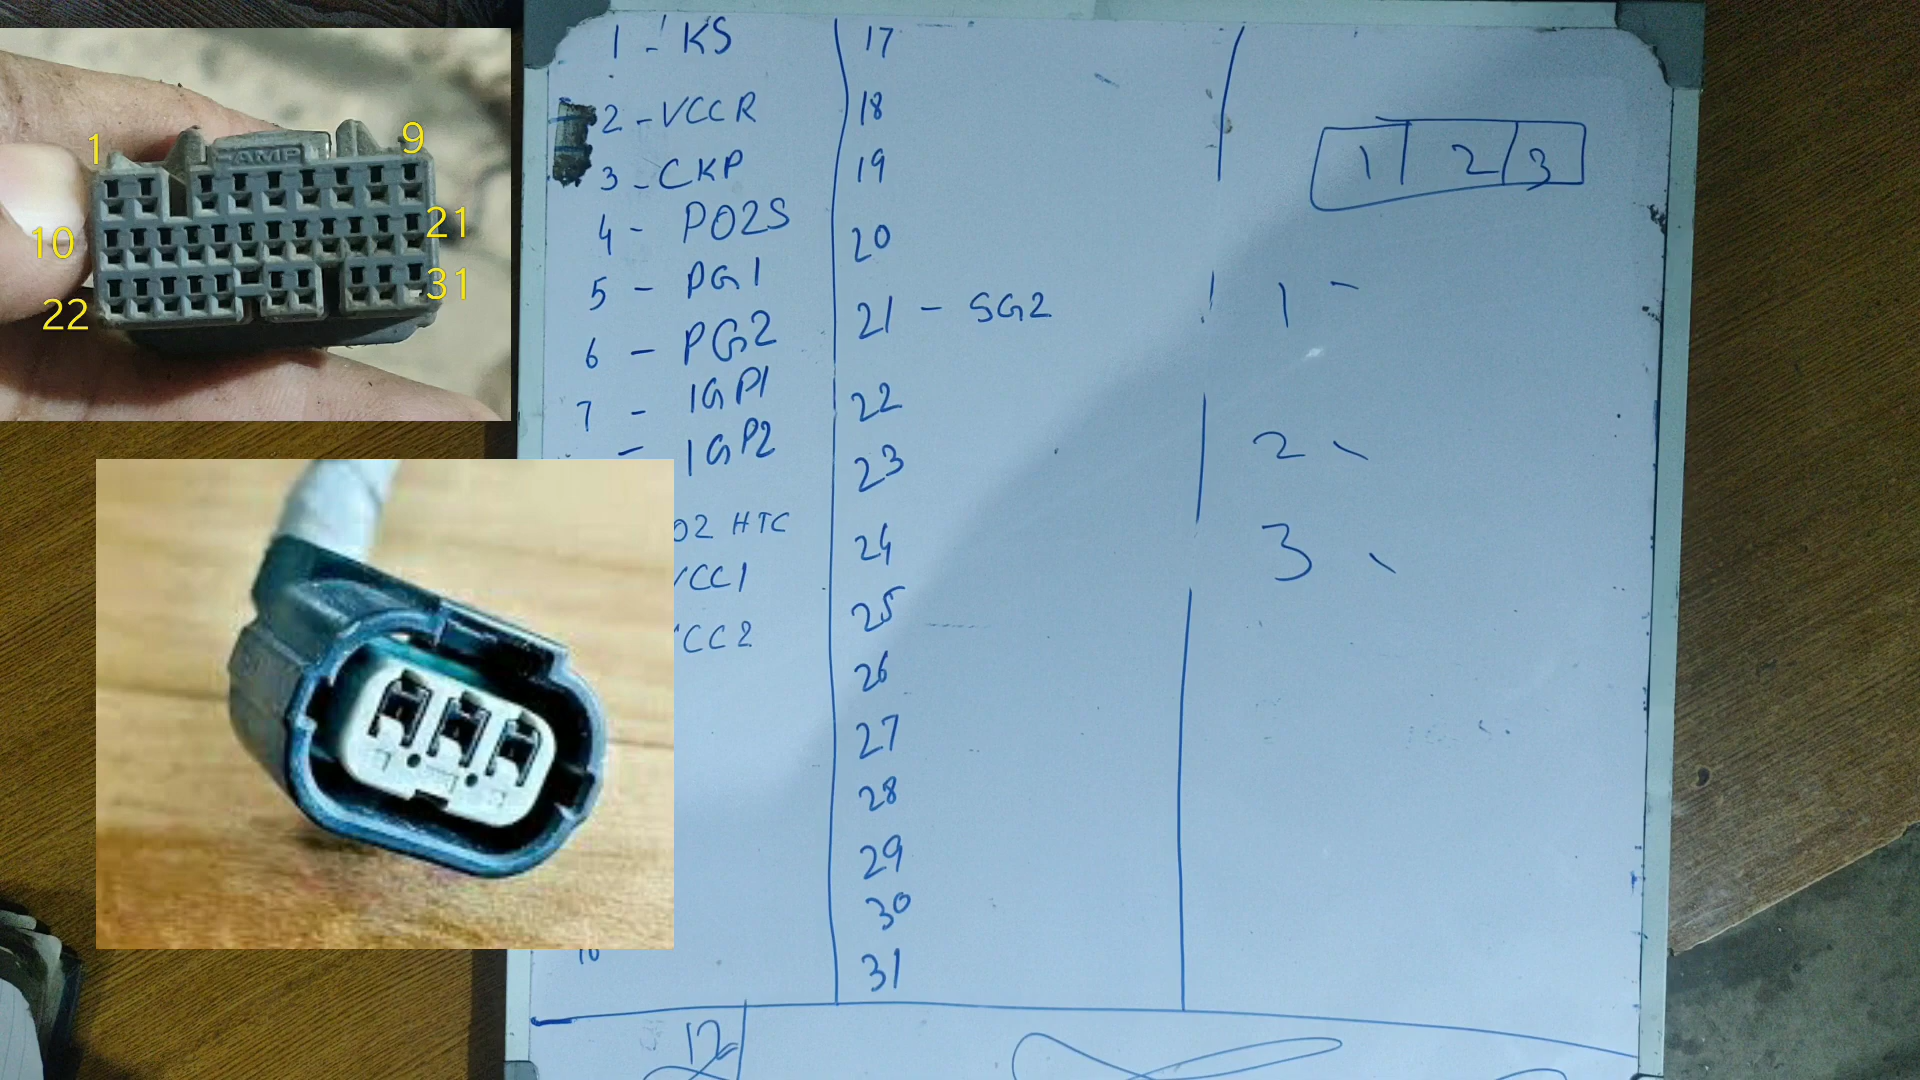 1 - KS
2 - VCCR
3 - CKP
4 - PO2S
5 - PG1
6 - PG2
7 - IGP1
- IGP2
O2 HTC
VCC1
CC2
16
17
18
19
20
21 - SG2
22
23
24
25
26
27
28
29
30
31
1 2 3
1 -
2 -
3 -
12
AMP
1
9
10
21
22
31